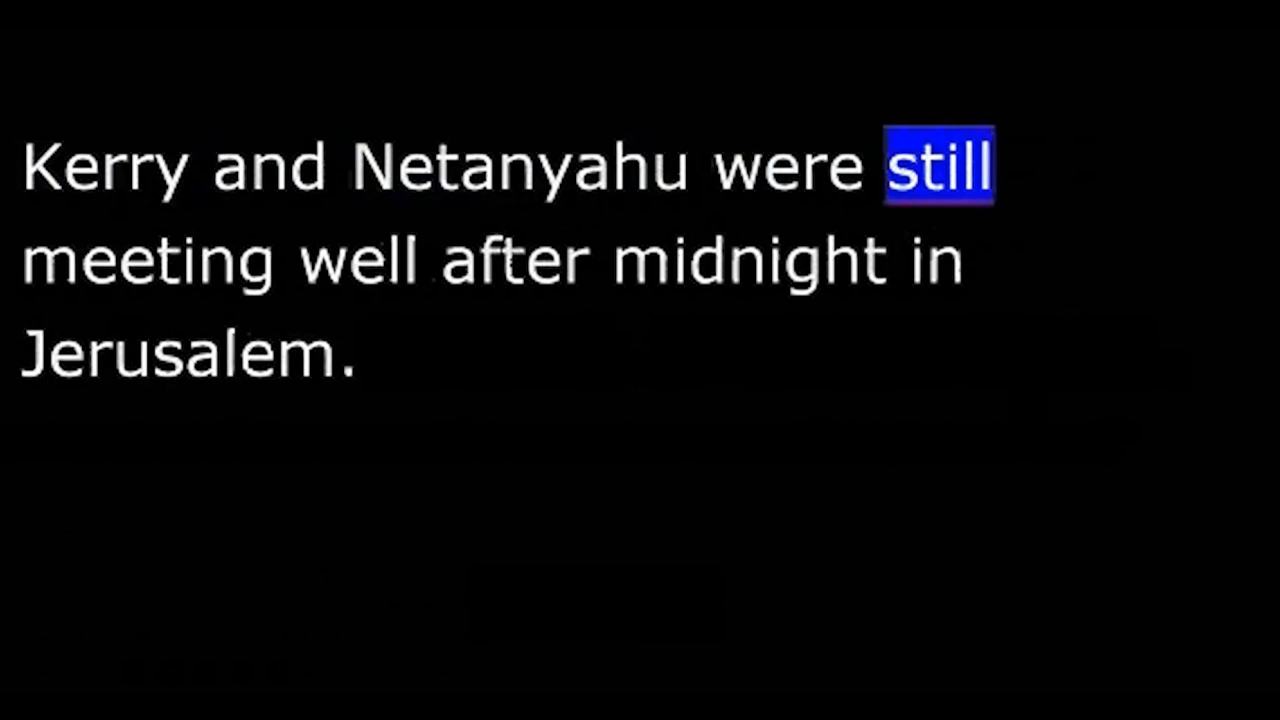 Kerry and Netanyahu were still
meeting well after midnight in
Jerusalem.